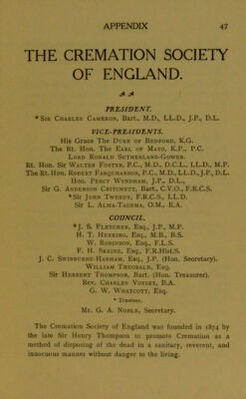 APPENDIX 47
THE CREMATION SOCIETY
OF ENGLAND.
PRESIDENT.
*Sir Charles Cameron, Bart., M.D., LL.D., J.P., D.L.
VICE-PRESIDENTS.
His Grace The Duke of Bedford, K.G.
The Rt. Hon. The Earl of Mayo, K.P., P.C.
Lord Ronald Sutherland-Gower.
Rt. Hon. Sir Walter Foster, P.C., M.D., D.C.L., LL.D., M.P.
The Rt. Hon. Robert Farquharson, P.C., M.D., LL.D., J.P., D.L.
Hon. Percy Wyndham, J.P., D.L.,
Sir G. Anderson Critchett, Bart., C.V.O., F.R.C.S.
*Sir John Tweedy, F.R.C.S., LL.D.
Sir L. Alma-Tadema, O.M., R.A.
COUNCIL.
*J. S. Fletcher, Esq., J.P., M.P.
H. T. Herring, Esq., M.B., B.S.
W. Robinson, Esq., F.L.S.
F. H. Skrine, Esq., F.R.Hist.S.
J. C. Swinburne-Hanham, Esq., J.P. (Hon. Secretary).
William Theobald, Esq.
Sir Herbert Thompson, Bart. (Hon. Treasurer).
Rev. Charles Voysey, B.A.
G. W. Whatcott, Esq.
* Trustees.
Mr. G. A. Noble, Secretary.
The Cremation Society of England was founded in 1874 by
the late Sir Henry Thompson to promote Cremation as a
method of disposing of the dead in a sanitary, reverent, and
innocuous manner without danger to the living.